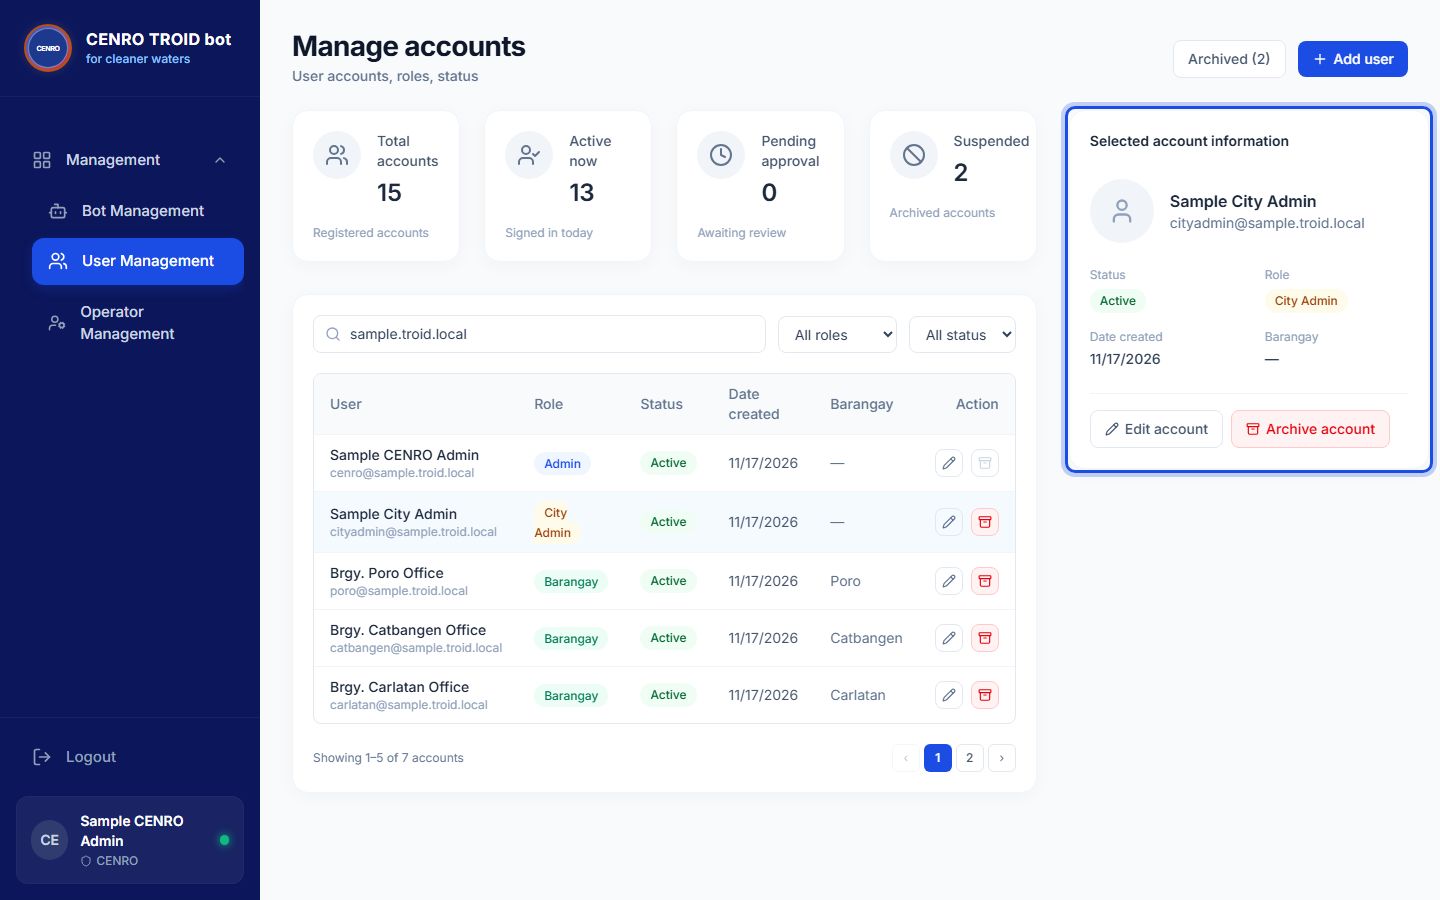 CENRO
CENRO TROID bot
for cleaner waters
Management
Bot Management
User Management
Operator
Management
Logout
CE
Sample CENRO
Admin
CENRO
Manage accounts
User accounts, roles, status
Archived (2)
Add user
Total
accounts
15
Registered accounts
Active
now
13
Signed in today
Pending
approval
0
Awaiting review
Suspended
2
Archived accounts
sample.troid.local
All roles
All status
User Role Status Date created Barangay Action
Sample CENRO Admin
cenro@sample.troid.local
Admin Active 11/17/2026 —
Sample City Admin
cityadmin@sample.troid.local
City
Admin
Active 11/17/2026 —
Brgy. Poro Office
poro@sample.troid.local
Barangay Active 11/17/2026 Poro
Brgy. Catbangen Office
catbangen@sample.troid.local
Barangay Active 11/17/2026 Catbangen
Brgy. Carlatan Office
carlatan@sample.troid.local
Barangay Active 11/17/2026 Carlatan
Showing 1–5 of 7 accounts
‹ 1 2 ›
Selected account information
Sample City Admin
cityadmin@sample.troid.local
Status Role
Active City Admin
Date created Barangay
11/17/2026 —
Edit account Archive account